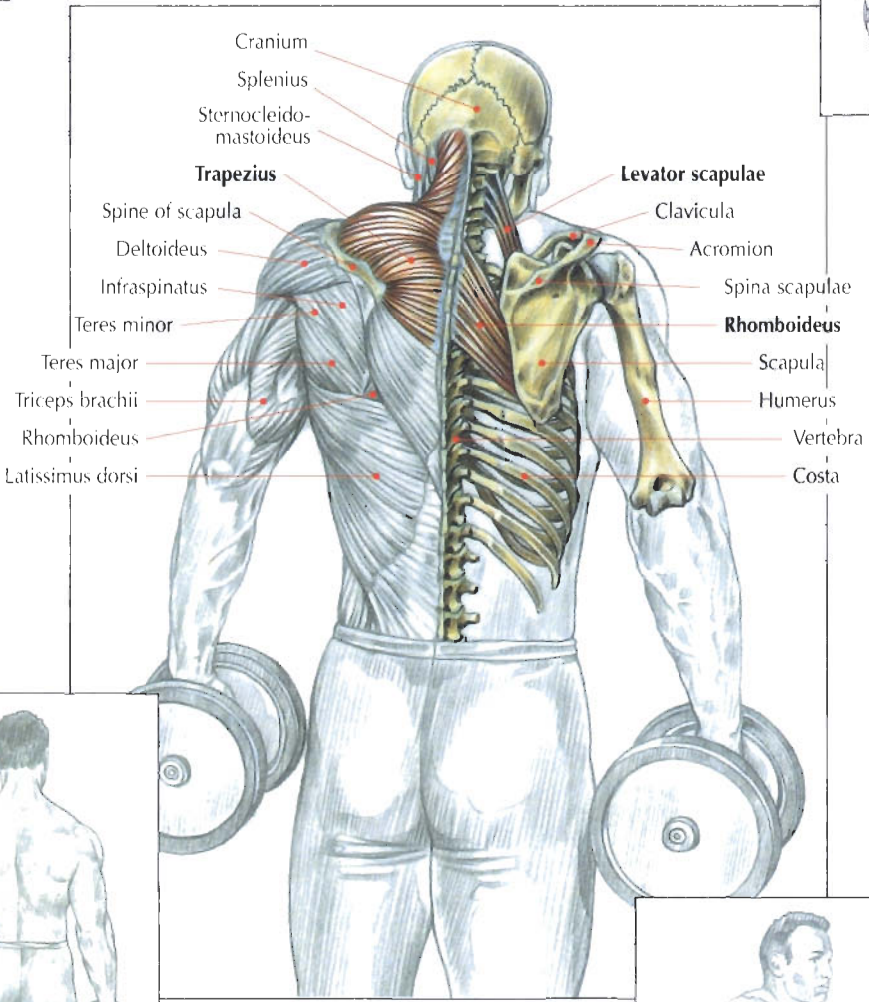 Cranium
Splenius
Sternocleido-
mastoideus
Trapezius
Spine of scapula
Deltoideus
Infraspinatus
Teres minor
Teres major
Triceps brachii
Rhomboideus
Latissimus dorsi
Levator scapulae
Clavicula
Acromion
Spina scapulae
Rhomboideus
Scapula
Humerus
Vertebra
Costa